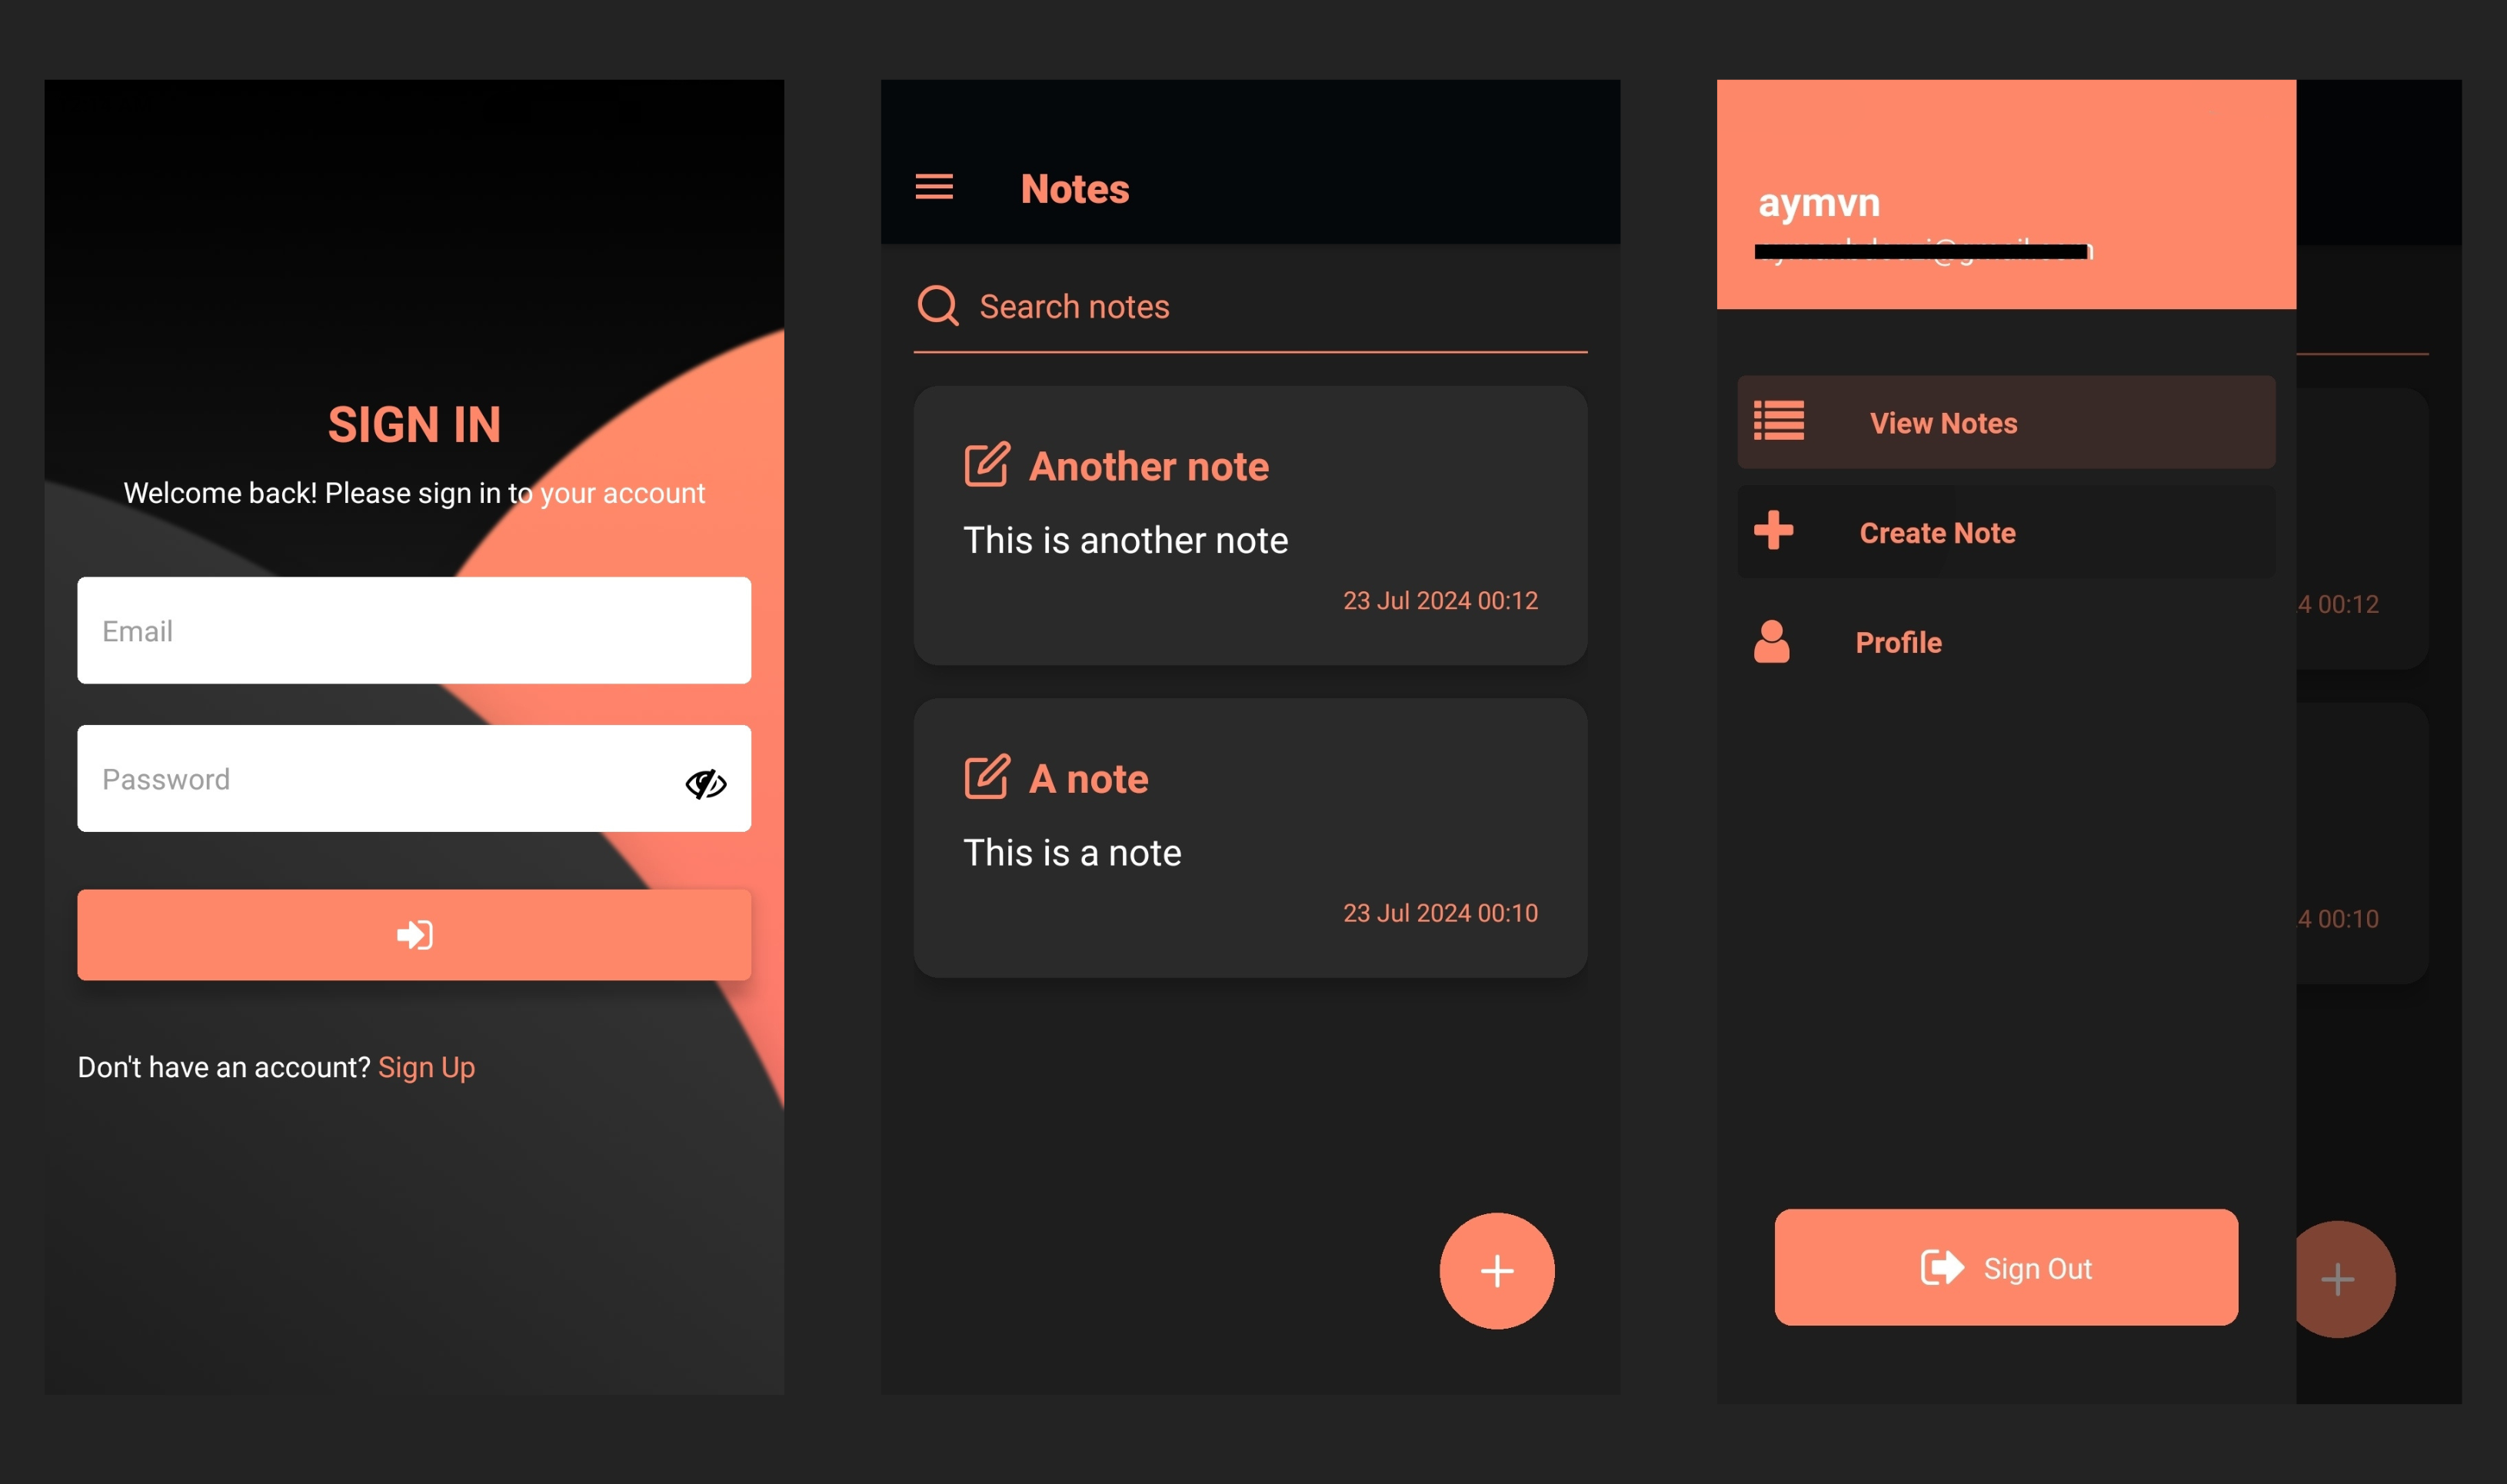 SIGN IN
Welcome back! Please sign in to your account
Email
Password
Don't have an account? Sign Up
Notes
Search notes
Another note
This is another note
23 Jul 2024 00:12
A note
This is a note
23 Jul 2024 00:10
aymvn
View Notes
Create Note
Profile
Sign Out
4 00:12
4 00:10